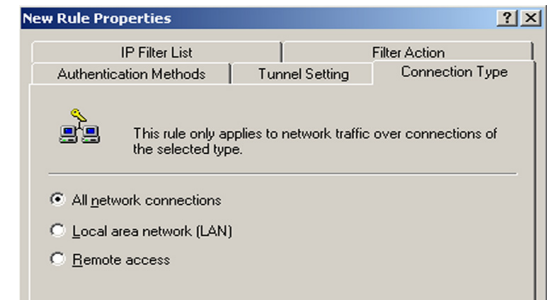 New Rule Properties
IP Filter List
Filter Action
Authentication Methods
Tunnel Setting
Connection Type
This rule only applies to network traffic over connections of
the selected type.
All network connections
Local area network (LAN)
Remote access